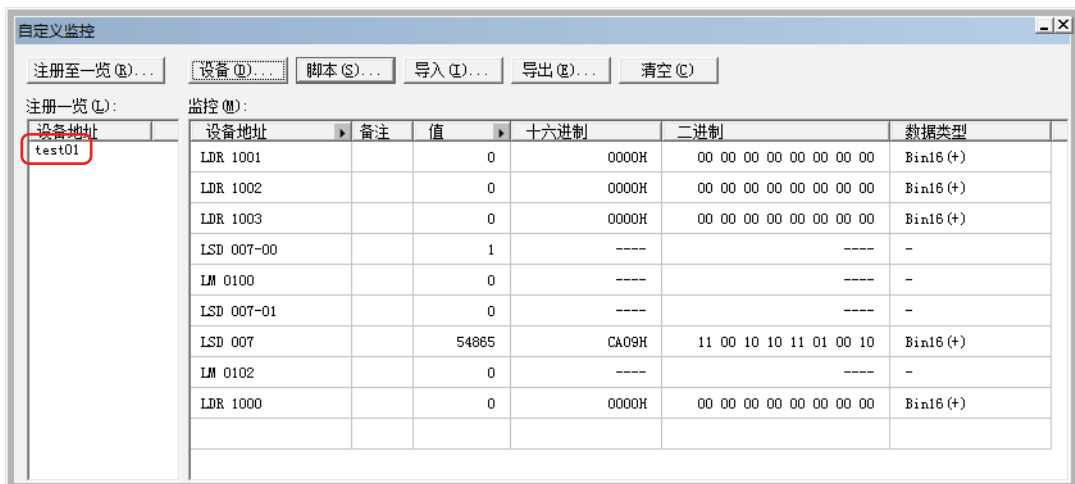 自定义监控
注册至一览(R)... 设备(D)... 脚本(S)... 导入(I)... 导出(E)... 清空(C)
注册一览(L): 监控(M):
设备地址 设备地址 备注 值 十六进制 二进制 数据类型
test01 LDR 1001 0 0000H 00 00 00 00 00 00 00 00 Bin16(+)
LDR 1002 0 0000H 00 00 00 00 00 00 00 00 Bin16(+)
LDR 1003 0 0000H 00 00 00 00 00 00 00 00 Bin16(+)
LSD 007-00 1 ---- ---- -
LM 0100 0 ---- ---- -
LSD 007-01 0 ---- ---- -
LSD 007 54865 CA09H 11 00 10 10 11 01 00 10 Bin16(+)
LM 0102 0 ---- ---- -
LDR 1000 0 0000H 00 00 00 00 00 00 00 00 Bin16(+)